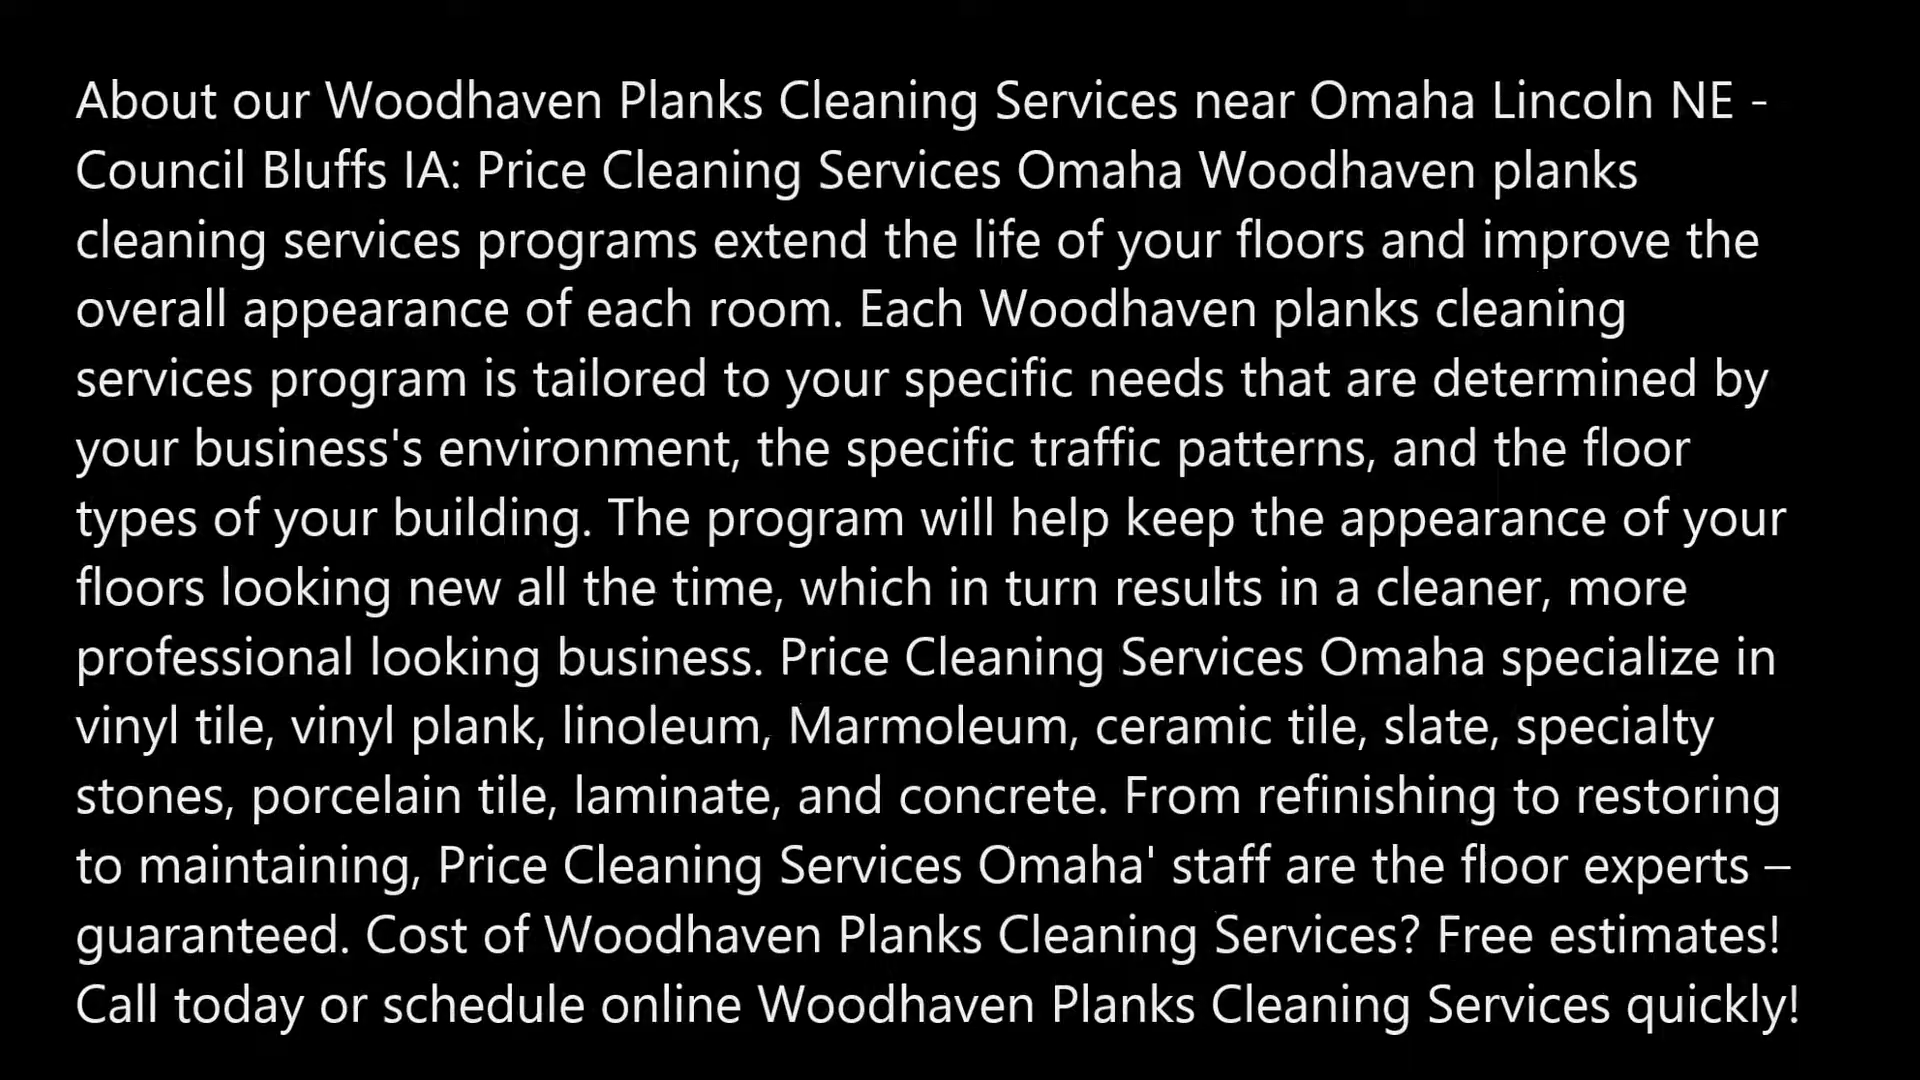 About our Woodhaven Planks Cleaning Services near Omaha Lincoln NE -
Council Bluffs IA: Price Cleaning Services Omaha Woodhaven planks
cleaning services programs extend the life of your floors and improve the
overall appearance of each room. Each Woodhaven planks cleaning
services program is tailored to your specific needs that are determined by
your business's environment, the specific traffic patterns, and the floor
types of your building. The program will help keep the appearance of your
floors looking new all the time, which in turn results in a cleaner, more
professional looking business. Price Cleaning Services Omaha specialize in
vinyl tile, vinyl plank, linoleum, Marmoleum, ceramic tile, slate, specialty
stones, porcelain tile, laminate, and concrete. From refinishing to restoring
to maintaining, Price Cleaning Services Omaha' staff are the floor experts –
guaranteed. Cost of Woodhaven Planks Cleaning Services? Free estimates!
Call today or schedule online Woodhaven Planks Cleaning Services quickly!